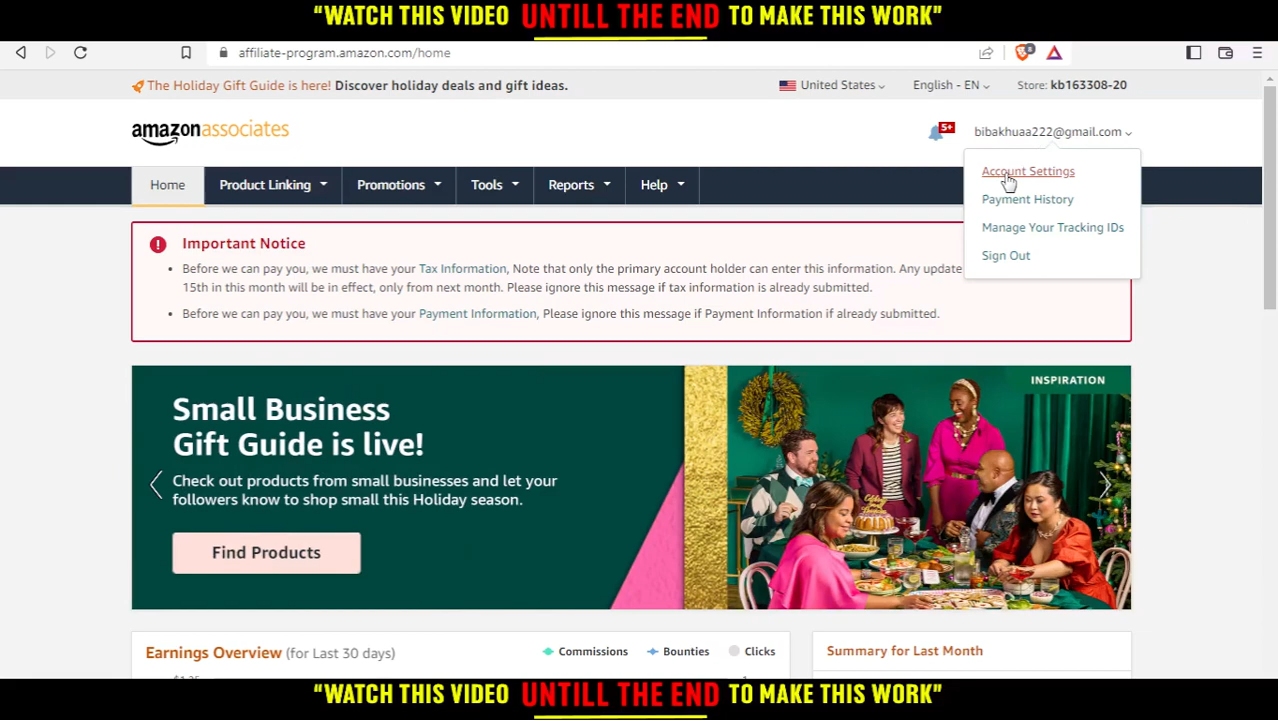 "WATCH THIS VIDEO UNTILL THE END TO MAKE THIS WORK"
affiliate-program.amazon.com/home
The Holiday Gift Guide is here! Discover holiday deals and gift ideas.
United States
English - EN
Store: kb163308-20
amazonassociates
5+
bibakhuaa222@gmail.com
Account Settings
Payment History
Manage Your Tracking IDs
Sign Out
Home
Product Linking
Promotions
Tools
Reports
Help
Important Notice
Before we can pay you, we must have your Tax Information, Note that only the primary account holder can enter this information. Any update
15th in this month will be in effect, only from next month. Please ignore this message if tax information is already submitted.
Before we can pay you, we must have your Payment Information, Please ignore this message if Payment Information if already submitted.
Small Business
Gift Guide is live!
Check out products from small businesses and let your
followers know to shop small this Holiday season.
Find Products
INSPIRATION
Earnings Overview (for Last 30 days)
Commissions
Bounties
Clicks
Summary for Last Month
"WATCH THIS VIDEO UNTILL THE END TO MAKE THIS WORK"